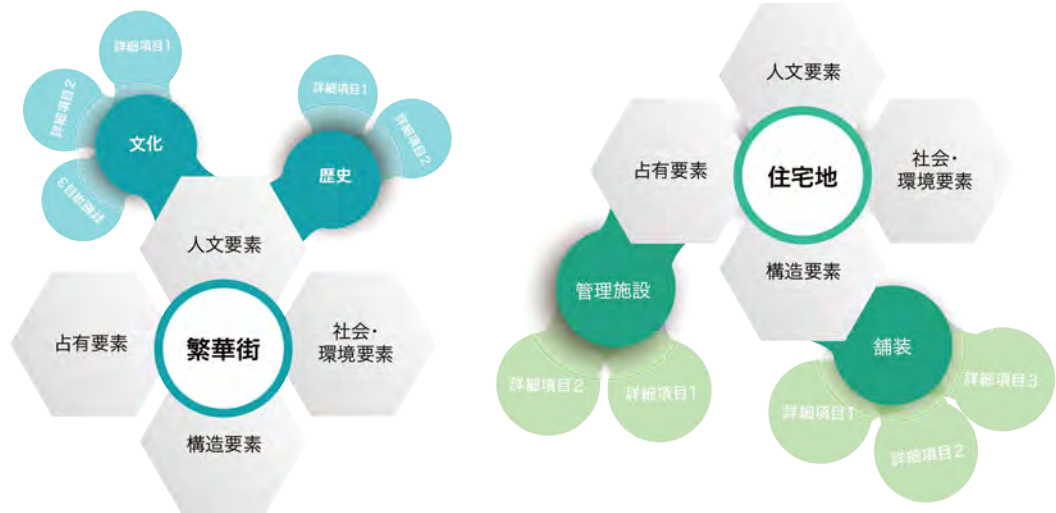 詳細項目1
詳細項目2
詳細項目3
文化
詳細項目1
詳細項目2
歴史
人文要素
占有要素
繁華街
社会・
環境要素
構造要素
人文要素
占有要素
住宅地
社会・
環境要素
構造要素
管理施設
詳細項目2
詳細項目1
舗装
詳細項目1
詳細項目2
詳細項目3